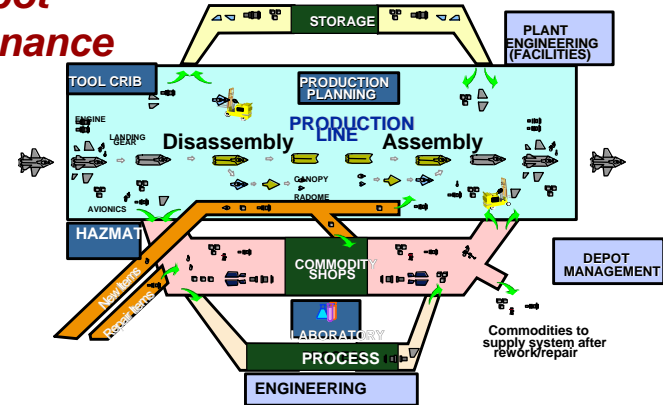 pot
nance
STORAGE
PLANT
ENGINEERING
(FACILITIES)
TOOL CRIB
PRODUCTION
PLANNING
ENGINE
PRODUCTION
LINE
LANDING
GEAR
Disassembly
Assembly
CANOPY
RADOME
AVIONICS
HAZMAT
COMMODITY
SHOPS
DEPOT
MANAGEMENT
New Items
Repair Items
LABORATORY
Commodities to
supply system after
rework/repair
PROCESS
ENGINEERING